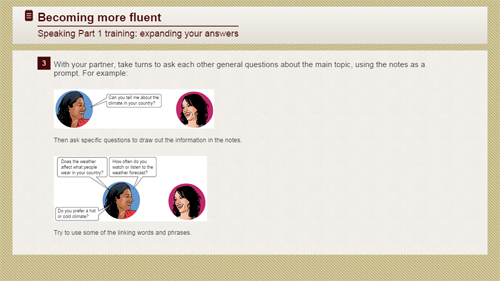 Becoming more fluent
Speaking Part 1 training: expanding your answers
3
With your partner, take turns to ask each other general questions about the main topic, using the notes as a
prompt. For example:
Can you tell me about the
climate in your country?
Then ask specific questions to draw out the information in the notes.
Does the weather
affect what people
wear in your country?
How often do you
watch or listen to the
weather forecast?
Do you prefer a hot
or cold climate?
Try to use some of the linking words and phrases.